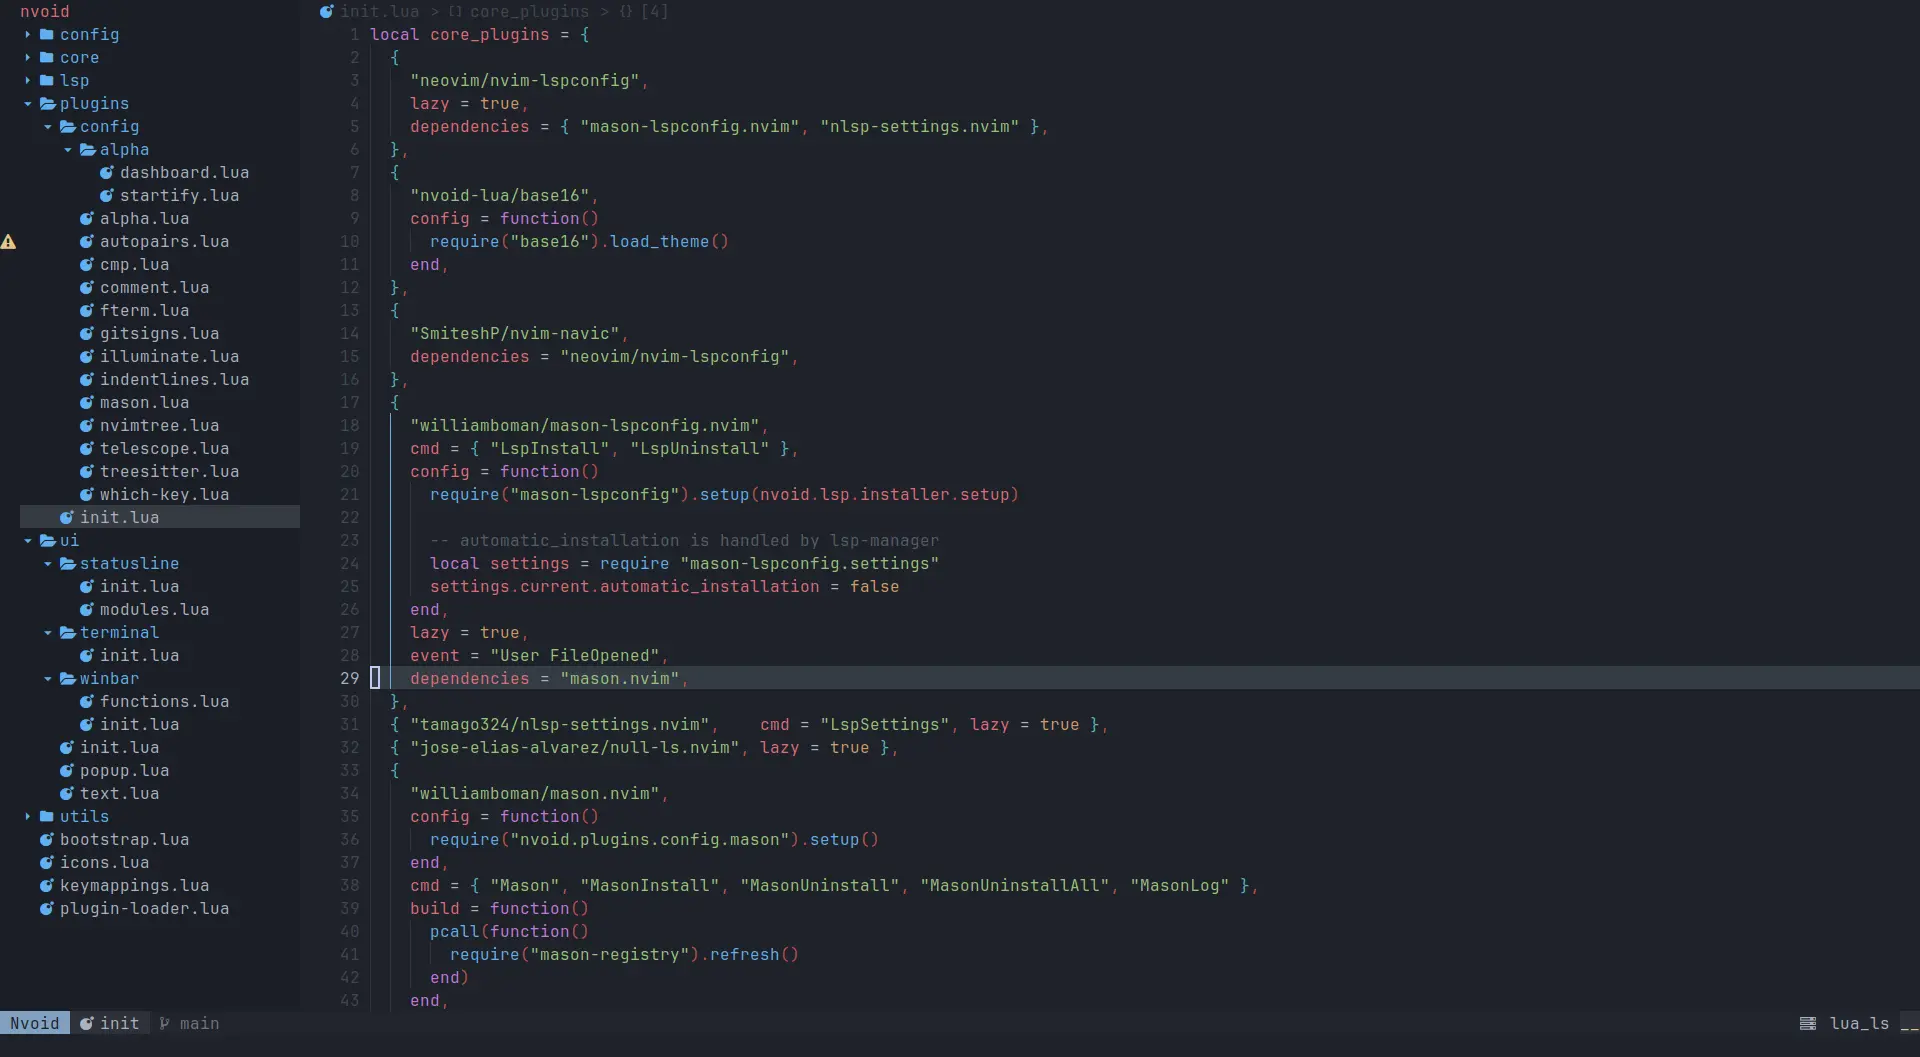 nvoid
config
core
lsp
plugins
config
alpha
dashboard.lua
startify.lua
alpha.lua
autopairs.lua
cmp.lua
comment.lua
fterm.lua
gitsigns.lua
illuminate.lua
indentlines.lua
mason.lua
nvimtree.lua
telescope.lua
treesitter.lua
which-key.lua
init.lua
ui
statusline
init.lua
modules.lua
terminal
init.lua
winbar
functions.lua
init.lua
init.lua
popup.lua
text.lua
utils
bootstrap.lua
icons.lua
keymappings.lua
plugin-loader.lua
init.lua > [] core_plugins > {} [4]
1 local core_plugins = {
2 {
3 "neovim/nvim-lspconfig",
4 lazy = true,
5 dependencies = { "mason-lspconfig.nvim", "nlsp-settings.nvim" },
6 },
7 {
8 "nvoid-lua/base16",
9 config = function()
10 require("base16").load_theme()
11 end,
12 },
13 {
14 "SmiteshP/nvim-navic",
15 dependencies = "neovim/nvim-lspconfig",
16 },
17 {
18 "williamboman/mason-lspconfig.nvim",
19 cmd = { "LspInstall", "LspUninstall" },
20 config = function()
21 require("mason-lspconfig").setup(nvoid.lsp.installer.setup)
22
23 -- automatic_installation is handled by lsp-manager
24 local settings = require "mason-lspconfig.settings"
25 settings.current.automatic_installation = false
26 end,
27 lazy = true,
28 event = "User FileOpened",
29 dependencies = "mason.nvim",
30 },
31 { "tamago324/nlsp-settings.nvim", cmd = "LspSettings", lazy = true },
32 { "jose-elias-alvarez/null-ls.nvim", lazy = true },
33 {
34 "williamboman/mason.nvim",
35 config = function()
36 require("nvoid.plugins.config.mason").setup()
37 end,
38 cmd = { "Mason", "MasonInstall", "MasonUninstall", "MasonUninstallAll", "MasonLog" },
39 build = function()
40 pcall(function()
41 require("mason-registry").refresh()
42 end)
43 end,
Nvoid init main lua_ls __